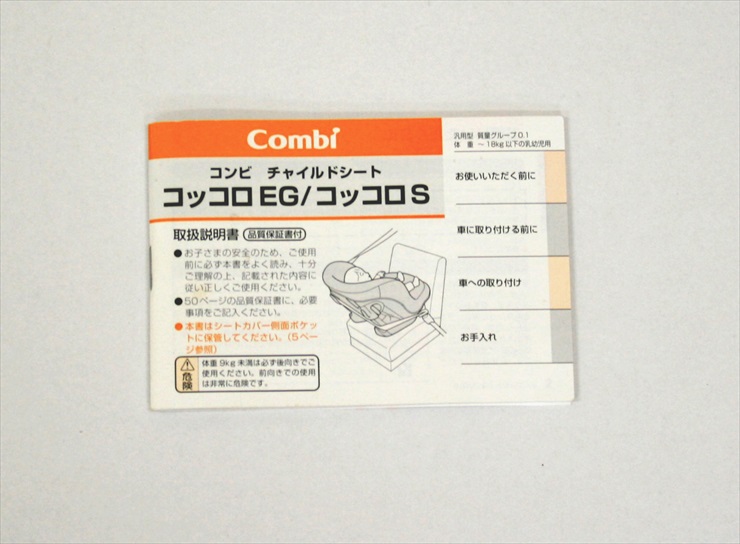 Combi
コンビ チャイルドシート
コッコロ EG/コッコロ S
取扱説明書 品質保証書付
●お子さまの安全のため、ご使用
前に必ず本書をよく読み、十分
ご理解の上、記載された内容に
従い正しくご使用ください。
●50ページの品質保証書に、必要
事項をご記入ください。
●本書はシートカバー側面ポケッ
トに保管してください。(5ペー
ジ参照)
危険
体重9kg未満は必ず後向きでご
使用ください。前向きでの使用
は非常に危険です。
汎用型 質量グループ0.1
体 重 ～18kg以下の乳幼児用
お使いいただく前に
車に取り付ける前に
車への取り付け
お手入れ